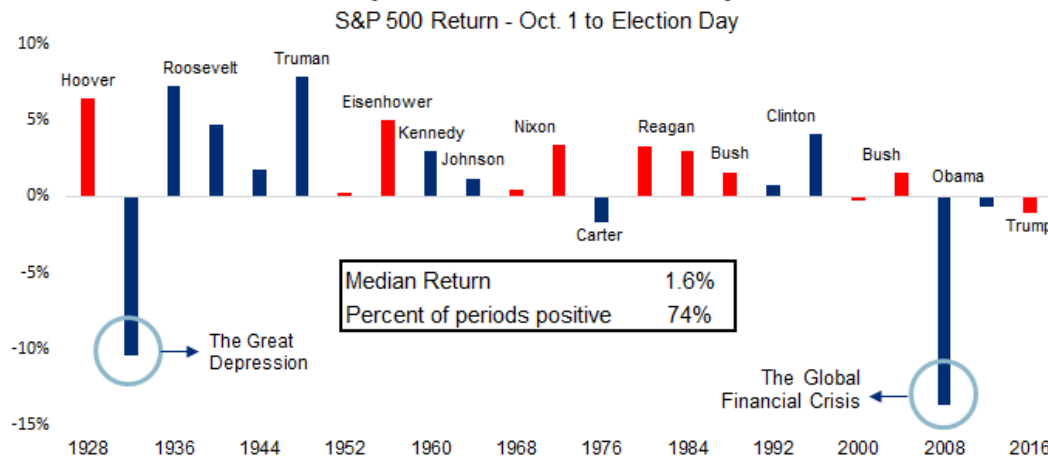 S&P 500 Return - Oct. 1 to Election Day
10%
5%
0%
-5%
-10%
-15%
Hoover
Roosevelt
Truman
Eisenhower
Kennedy
Johnson
Nixon
Carter
Reagan
Bush
Clinton
Bush
Obama
Trump
Median Return 1.6%
Percent of periods positive 74%
The Great
Depression
The Global
Financial Crisis
1928 1936 1944 1952 1960 1968 1976 1984 1992 2000 2008 2016